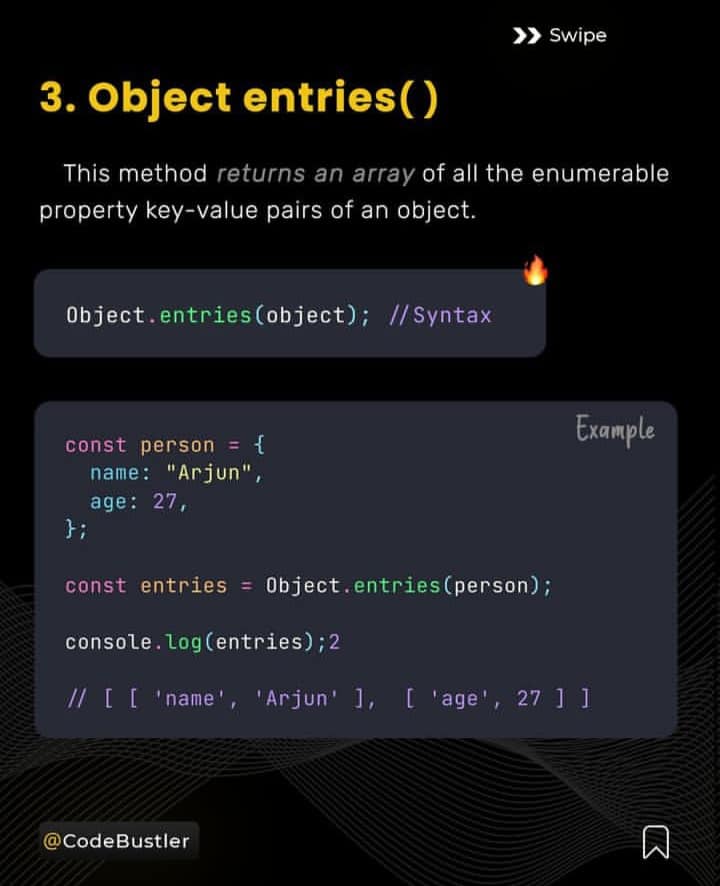 Swipe
3. Object entries( )
This method returns an array of all the enumerable
property key-value pairs of an object.
Object.entries(object); //Syntax
Example
const person = {
  name: "Arjun",
  age: 27,
};
const entries = Object.entries(person);
console.log(entries);2
// [ [ 'name', 'Arjun' ],  [ 'age', 27 ] ]
@CodeBustler